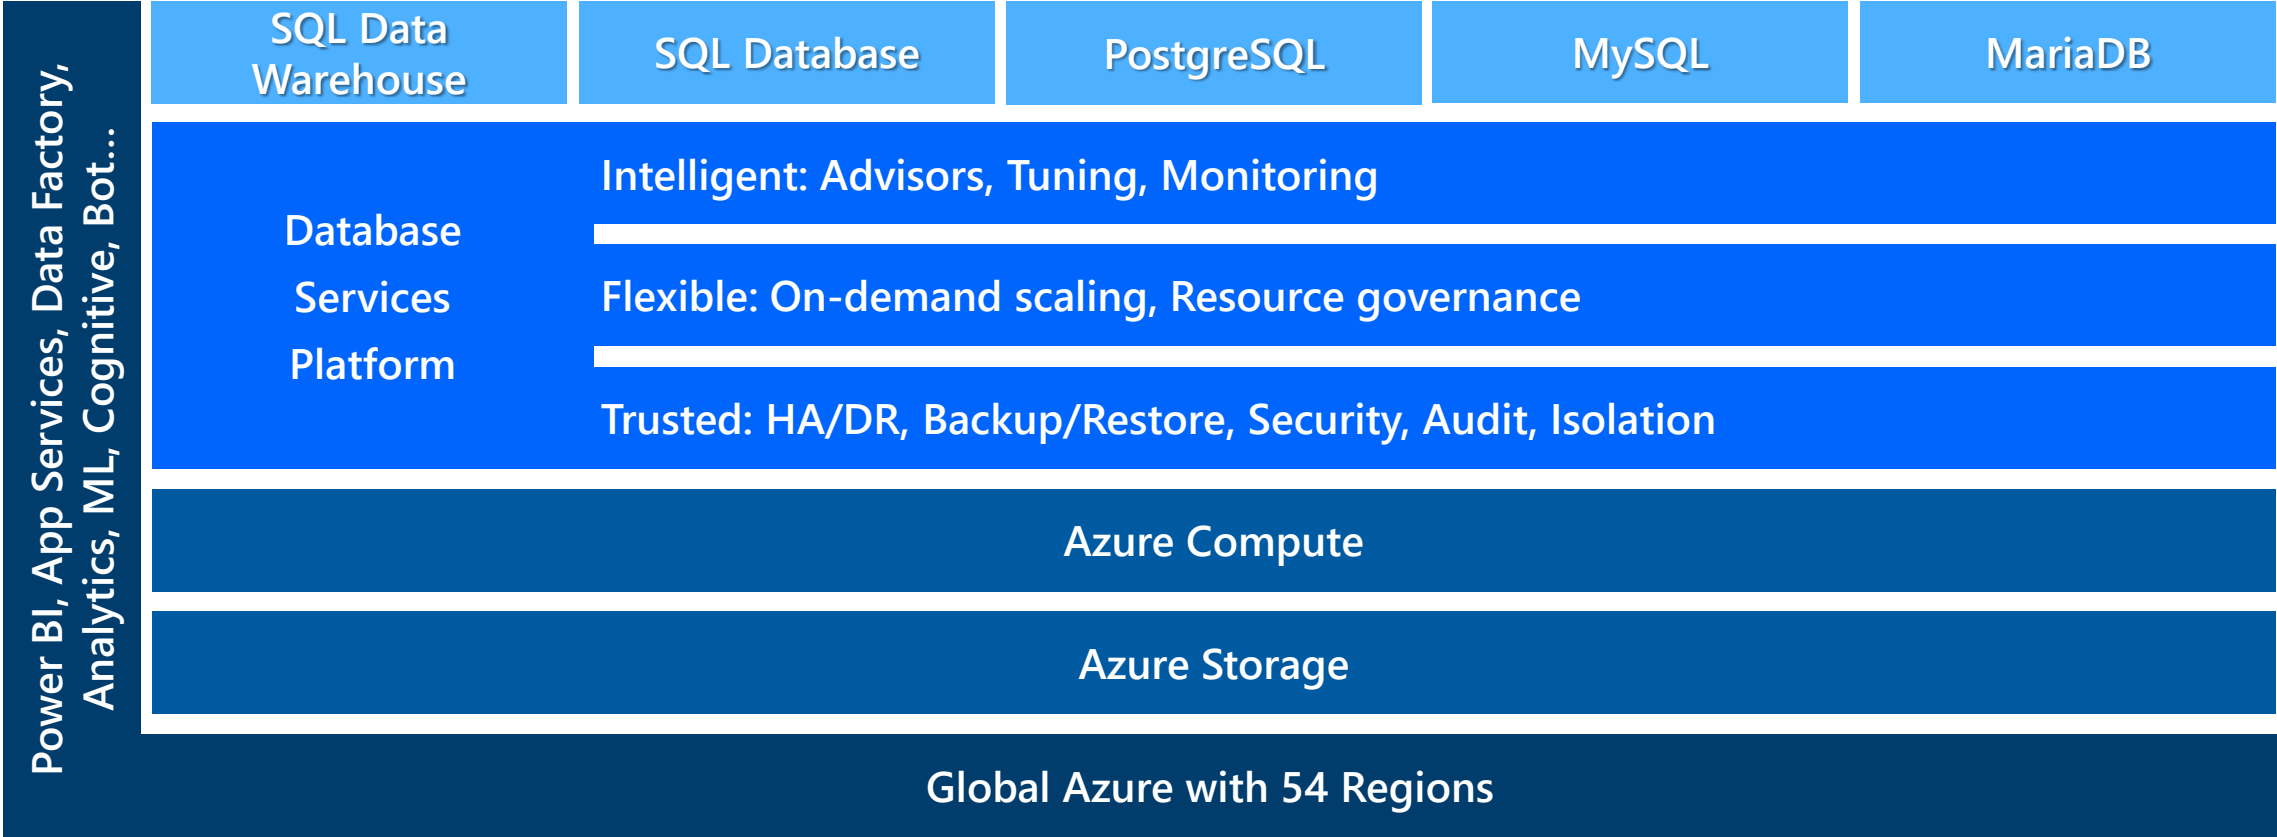 Power BI, App Services, Data Factory,
Analytics, ML, Cognitive, Bot...
SQL Data
Warehouse
SQL Database
PostgreSQL
MySQL
MariaDB
Database
Services
Platform
Intelligent: Advisors, Tuning, Monitoring
Flexible: On-demand scaling, Resource governance
Trusted: HA/DR, Backup/Restore, Security, Audit, Isolation
Azure Compute
Azure Storage
Global Azure with 54 Regions